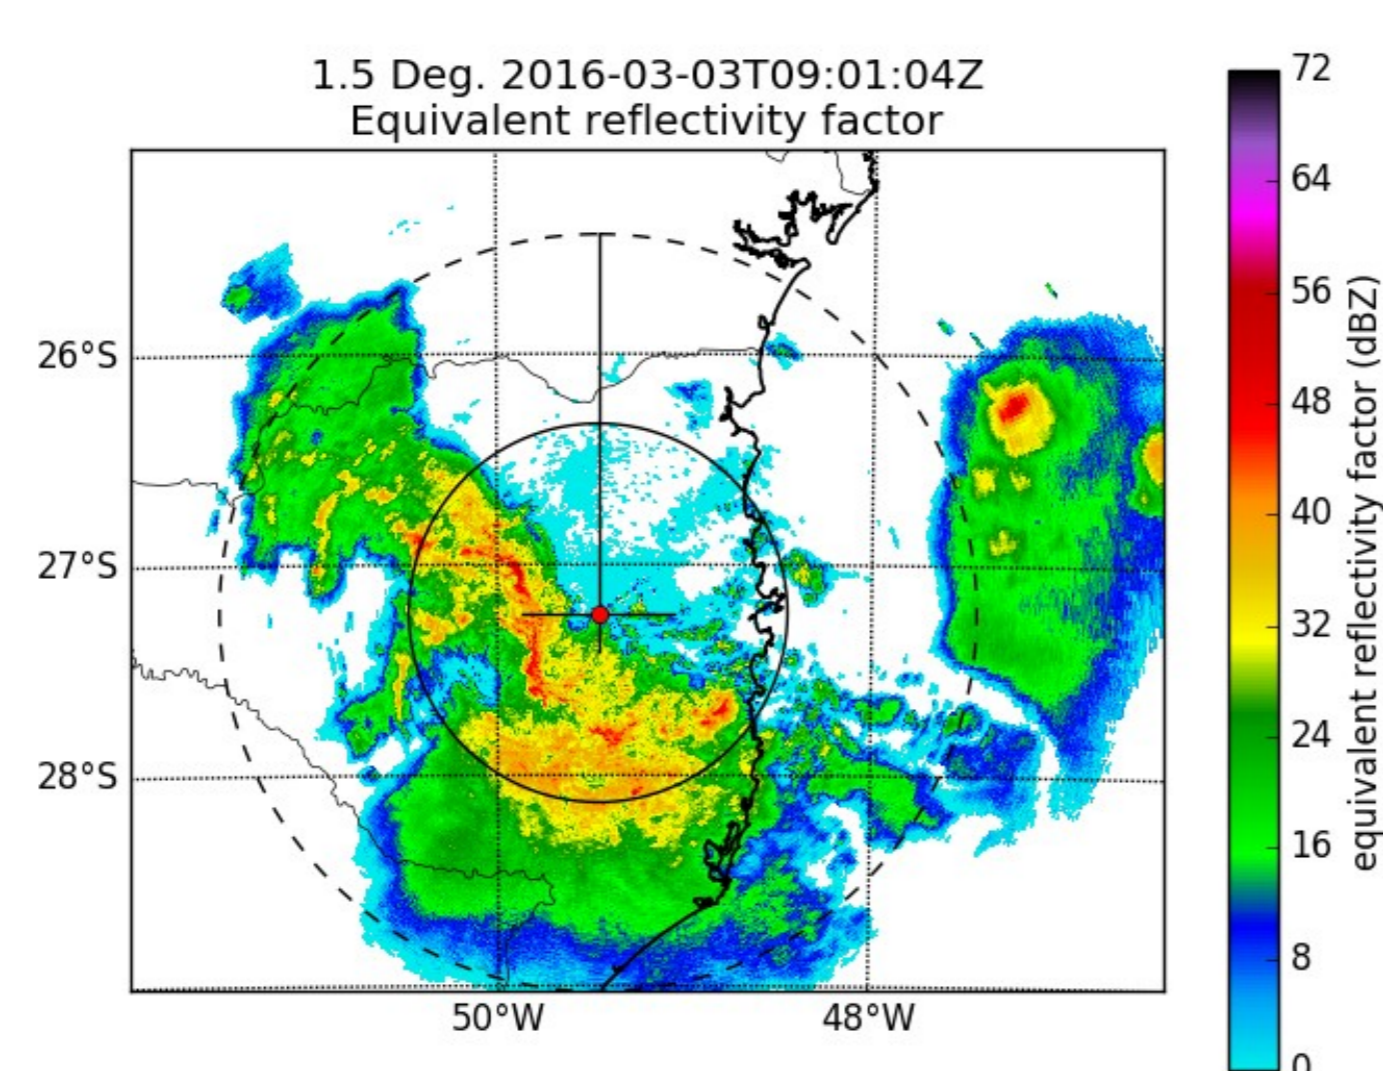 1.5 Deg. 2016-03-03T09:01:04Z
Equivalent reflectivity factor
26°S
27°S
28°S
50°W
48°W
72
64
56
48
40
32
24
16
8
0
equivalent reflectivity factor (dBZ)